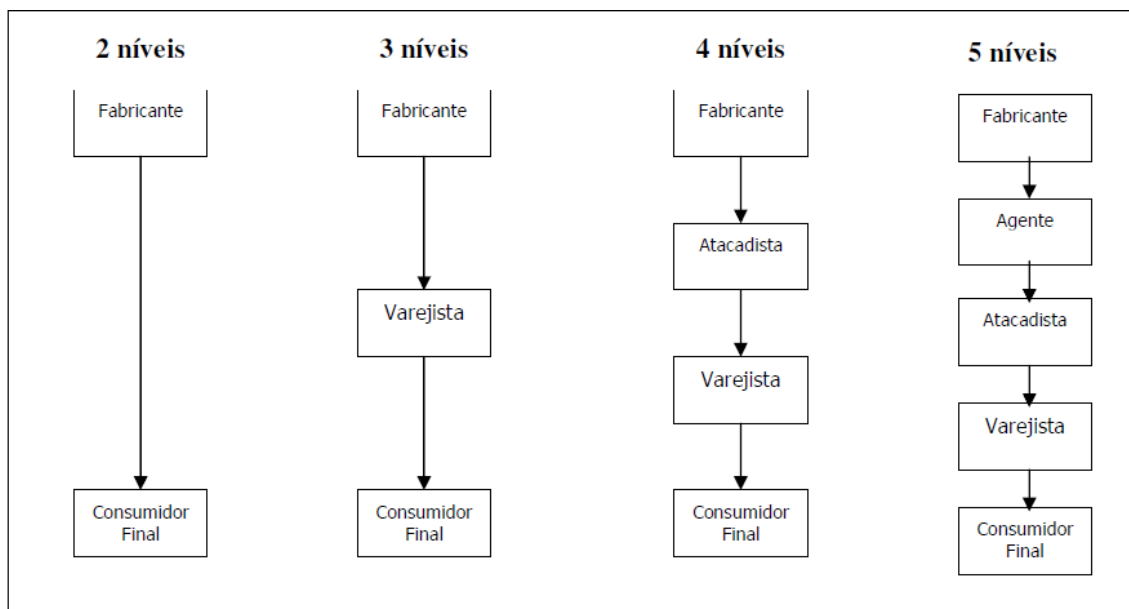 2 níveis
Fabricante
Consumidor
Final
3 níveis
Fabricante
Varejista
Consumidor
Final
4 níveis
Fabricante
Atacadista
Varejista
Consumidor
Final
5 níveis
Fabricante
Agente
Atacadista
Varejista
Consumidor
Final